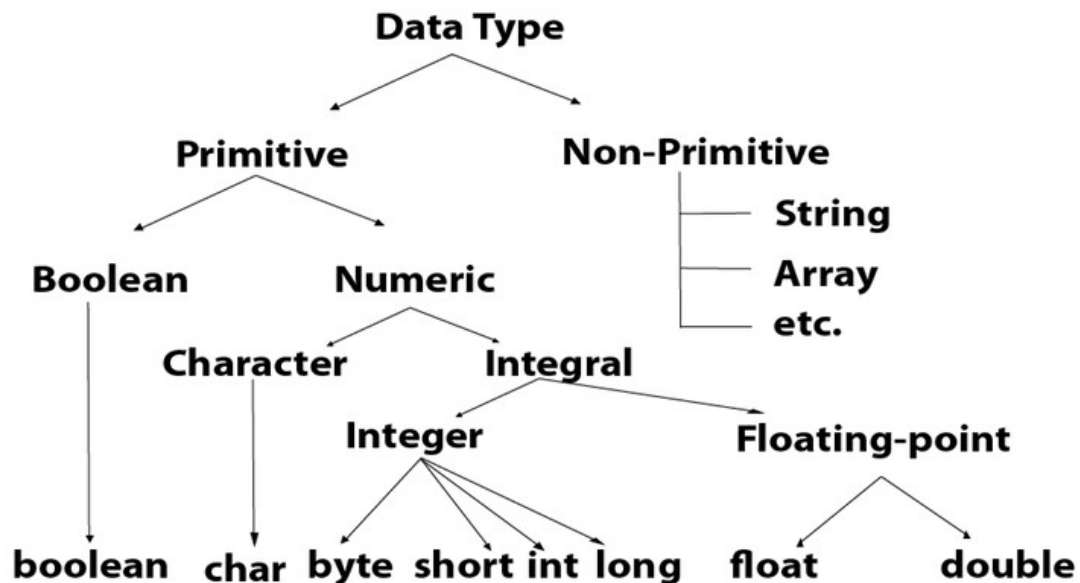 Data Type
Primitive
Non-Primitive
String
Array
etc.
Boolean
Numeric
Character
Integral
Integer
Floating-point
boolean
char
byte
short
int
long
float
double